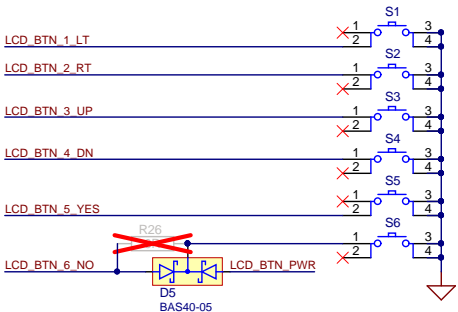 S1
1 3
LCD_BTN_1_LT 2 4
S2
LCD_BTN_2_RT 1 3
2 4
S3
LCD_BTN_3_UP 1 3
2 4
S4
LCD_BTN_4_DN 1 3
2 4
S5
1 3
LCD_BTN_5_YES 2 4
S6
R26
1 3
2 4
LCD_BTN_6_NO LCD_BTN_PWR
D5
BAS40-05